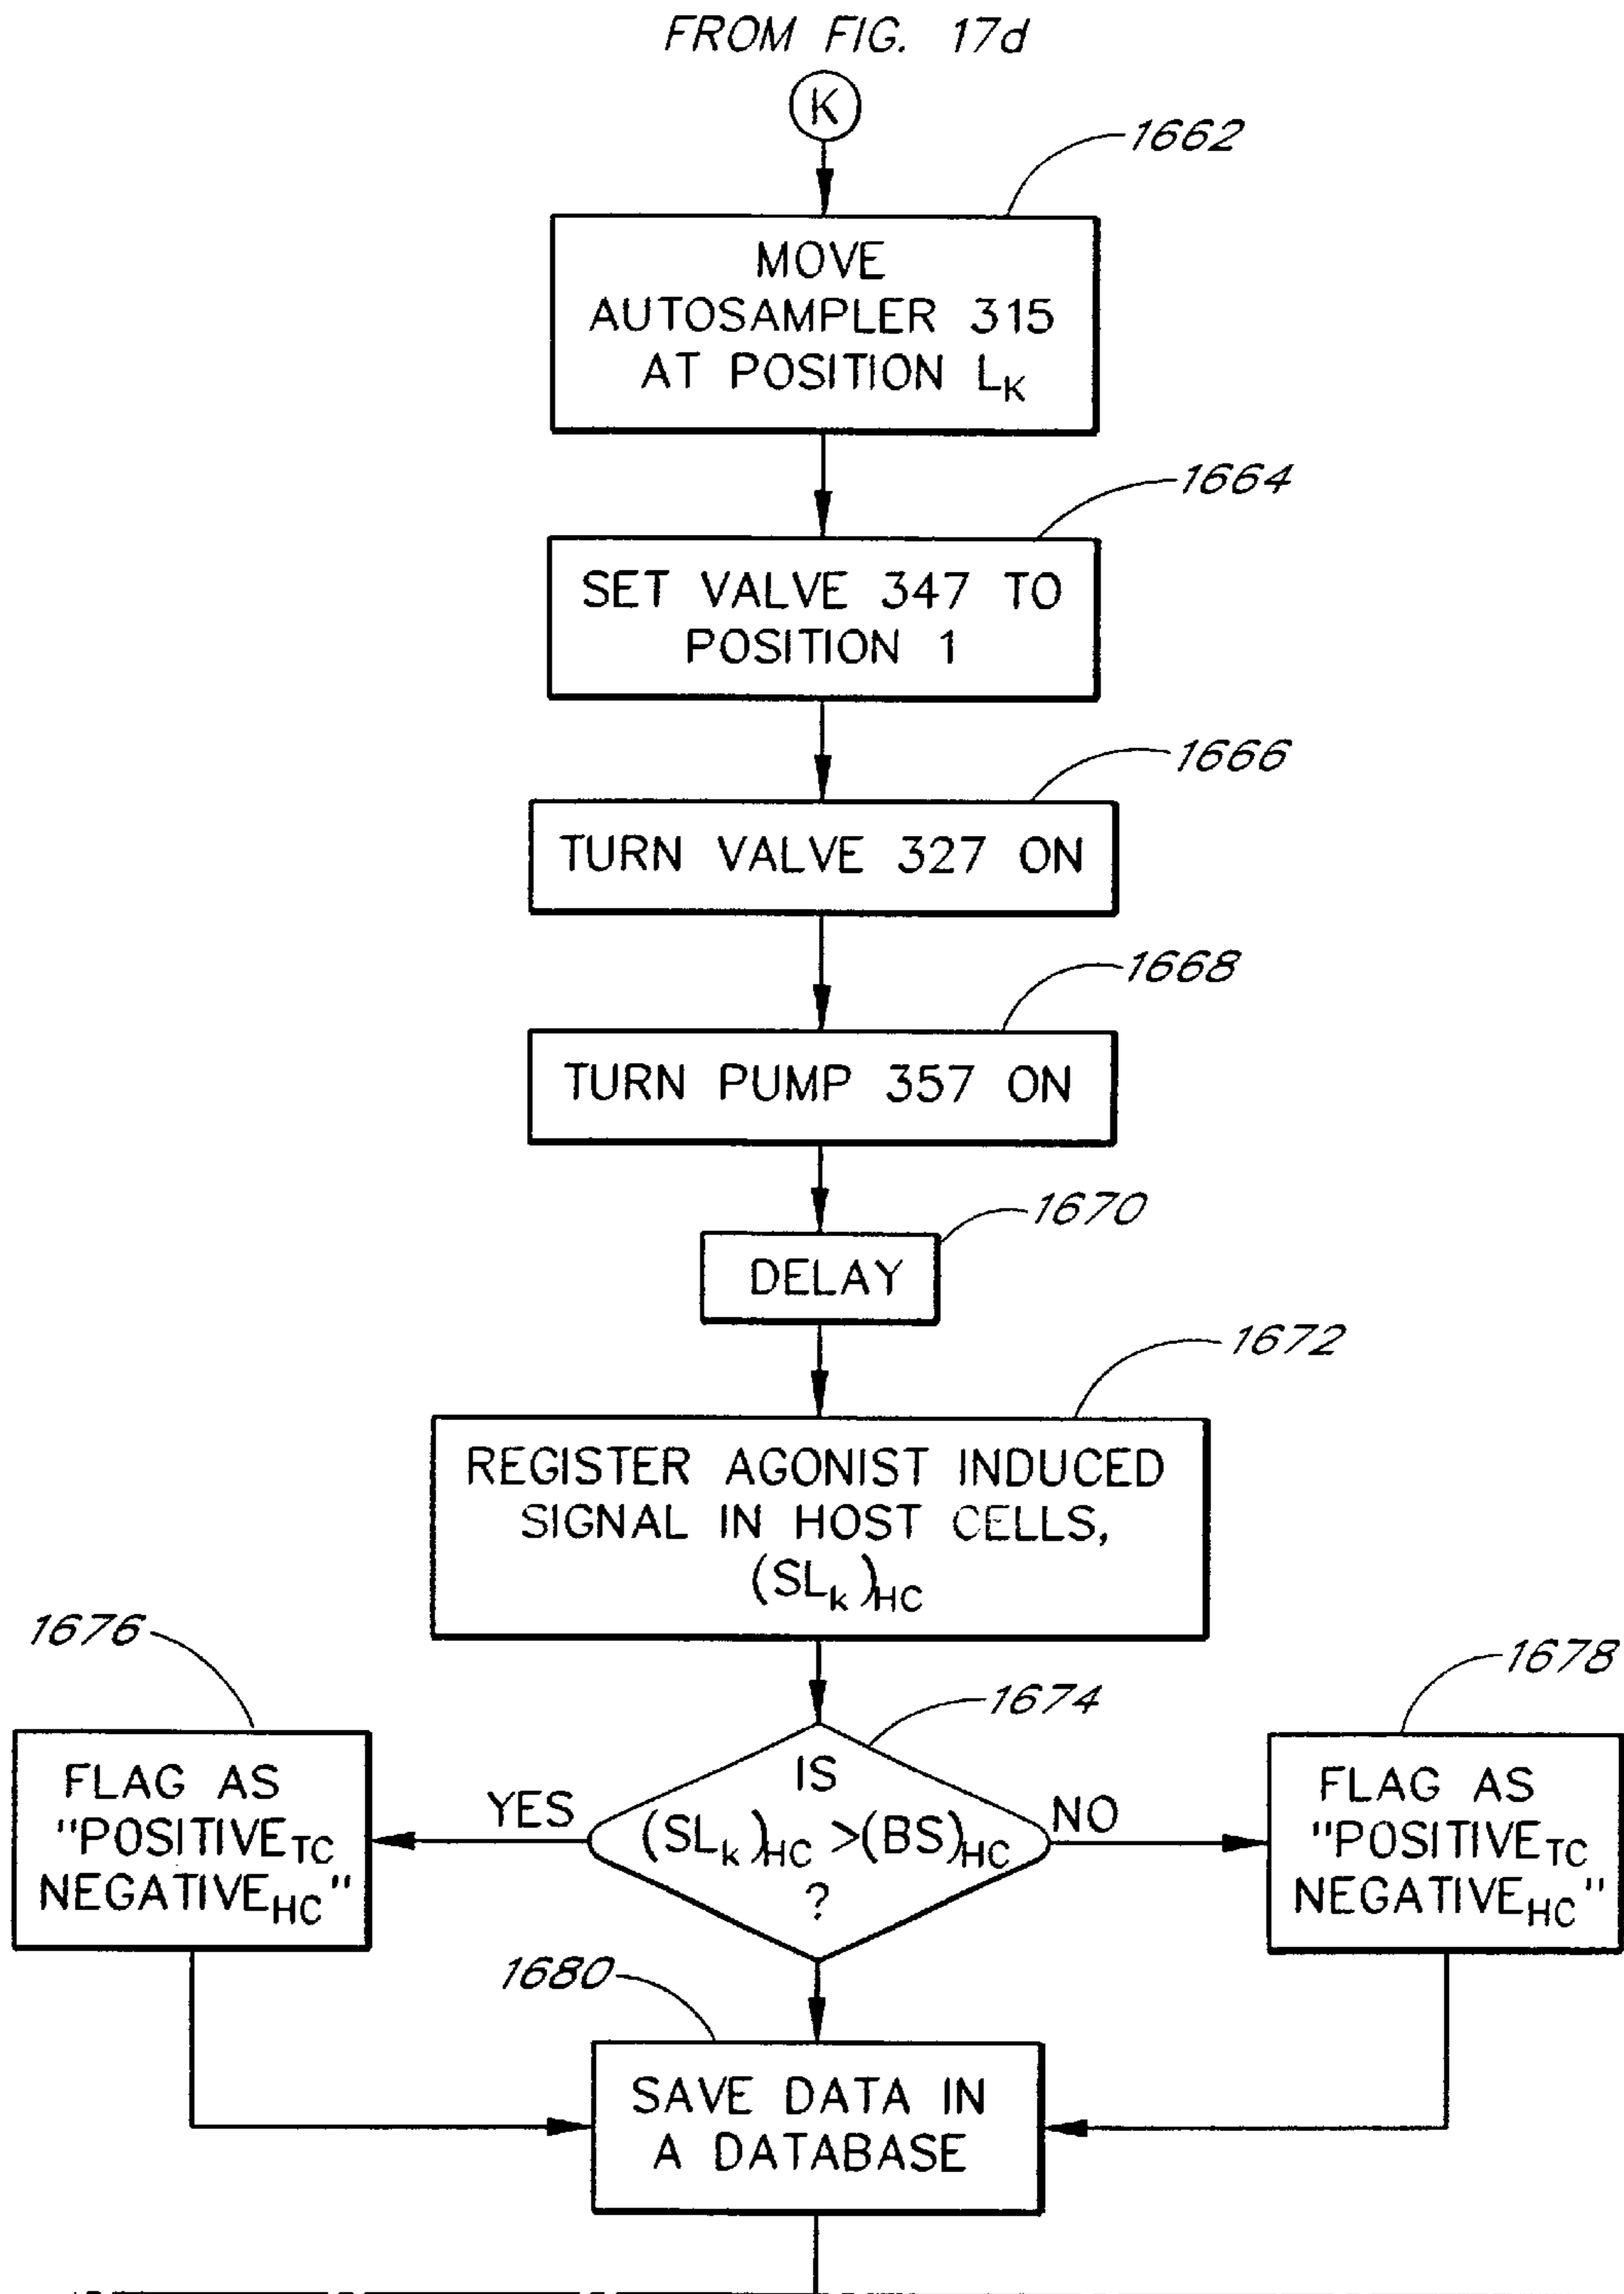 FROM FIG. 17d
K
1662
MOVE
AUTOSAMPLER 315
AT POSITION LK
1664
SET VALVE 347 TO
POSITION 1
1666
TURN VALVE 327 ON
1668
TURN PUMP 357 ON
1670
DELAY
1672
REGISTER AGONIST INDUCED
SIGNAL IN HOST CELLS,
(SLk)HC
1676
FLAG AS
"POSITIVETC
NEGATIVEHC"
YES
1674
IS
(SLk)HC >(BS)HC
?
NO
1678
FLAG AS
"POSITIVETC
NEGATIVEHC"
1680
SAVE DATA IN
A DATABASE